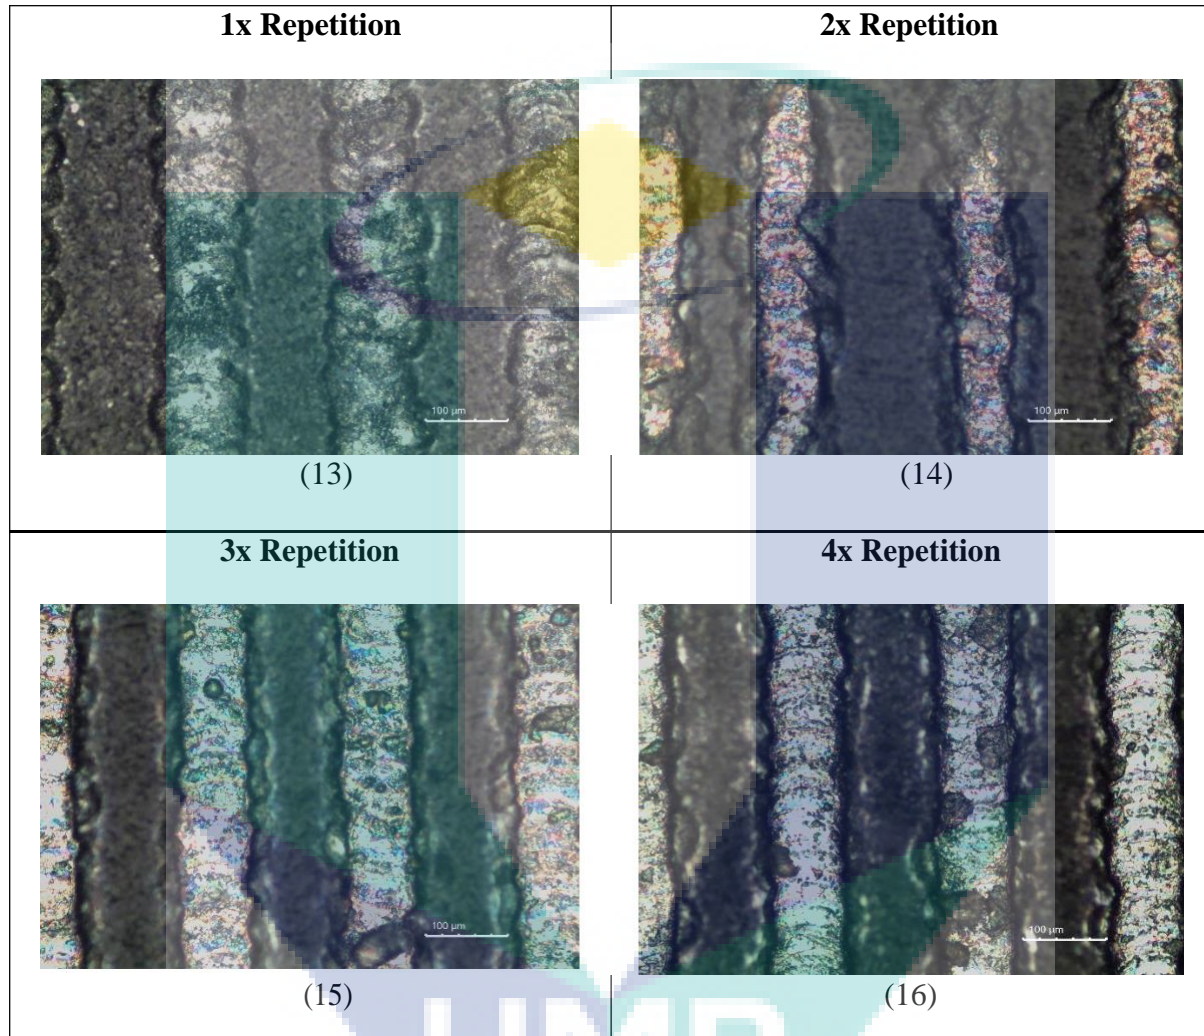 1x Repetition
2x Repetition
100 µm
100 µm
(13)
(14)
3x Repetition
4x Repetition
100 µm
100 µm
(15)
(16)
UMP